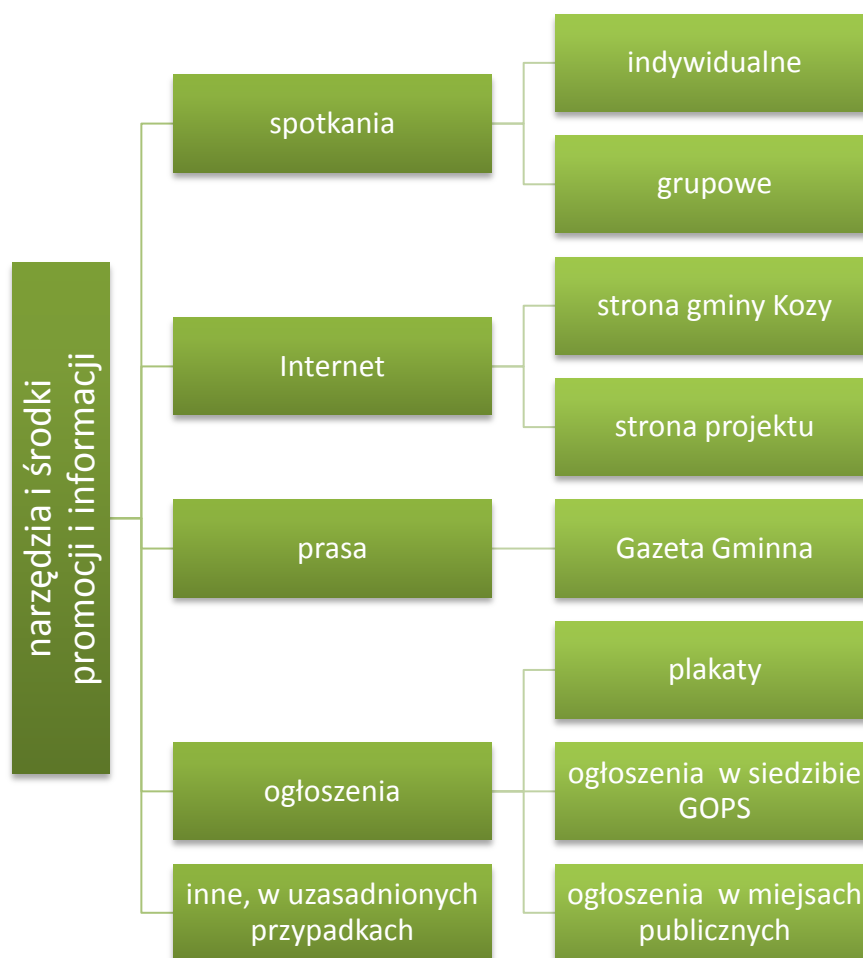 narzędzia i środki
promocji i informacji
spotkania
indywidualne
grupowe
Internet
strona gminy Kozy
strona projektu
prasa
Gazeta Gminna
ogłoszenia
plakaty
ogłoszenia w siedzibie
GOPS
ogłoszenia w miejsach
publicznych
inne, w uzasadnionych
przypadkach